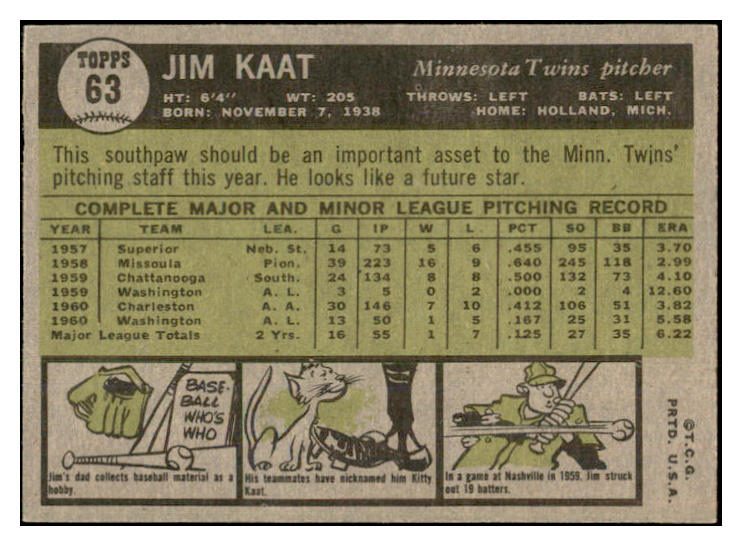 TOPPS
63
JIM KAAT
Minnesota Twins pitcher
HT: 6'4" WT: 205 THROWS: LEFT BATS: LEFT
BORN: NOVEMBER 7, 1938 HOME: HOLLAND, MICH.
This southpaw should be an important asset to the Minn. Twins'
pitching staff this year. He looks like a future star.
COMPLETE MAJOR AND MINOR LEAGUE PITCHING RECORD
YEAR TEAM LEA. G IP W L PCT SO BB ERA
1957 Superior Neb. St. 14 73 5 6 .455 95 35 3.70
1958 Missoula Pion. 39 223 16 9 .640 245 118 2.99
1959 Chattanooga South. 24 134 8 8 .500 132 73 4.10
1959 Washington A. L. 3 5 0 2 .000 2 4 12.60
1960 Charleston A. A. 30 146 7 10 .412 106 51 3.82
1960 Washington A. L. 13 50 1 5 .167 25 31 5.58
Major League Totals 2 Yrs. 16 55 1 7 .125 27 35 6.22
BASE-
BALL
WHO'S
WHO
Jim's dad collects baseball material as a
hobby.
His teammates have nicknamed him Kitty
Kaat.
In a game at Nashville in 1959, Jim struck
out 19 batters.
©T.C.G.
PRTD. U.S.A.